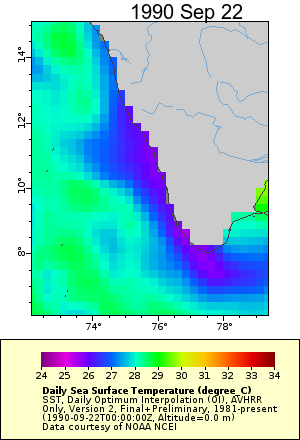 1990 Sep 22
14°
12°
10°
8°
74° 76° 78°
24 25 26 27 28 29 30 31 32 33 34
Daily Sea Surface Temperature (degree_C)
SST, Daily Optimum Interpolation (OI), AVHRR
Only, Version 2, Final+Preliminary, 1981-present
(1990-09-22T00:00:00Z, Altitude=0.0 m)
Data courtesy of NOAA NCEI